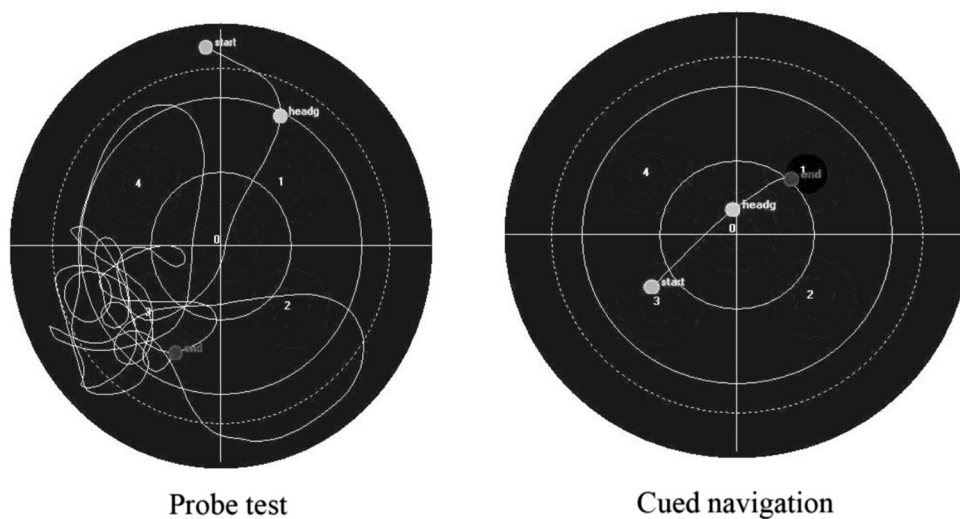 start
headg
4
1
0
2
3
end
Probe test
4
1
end
headg
0
start
3
2
Cued navigation